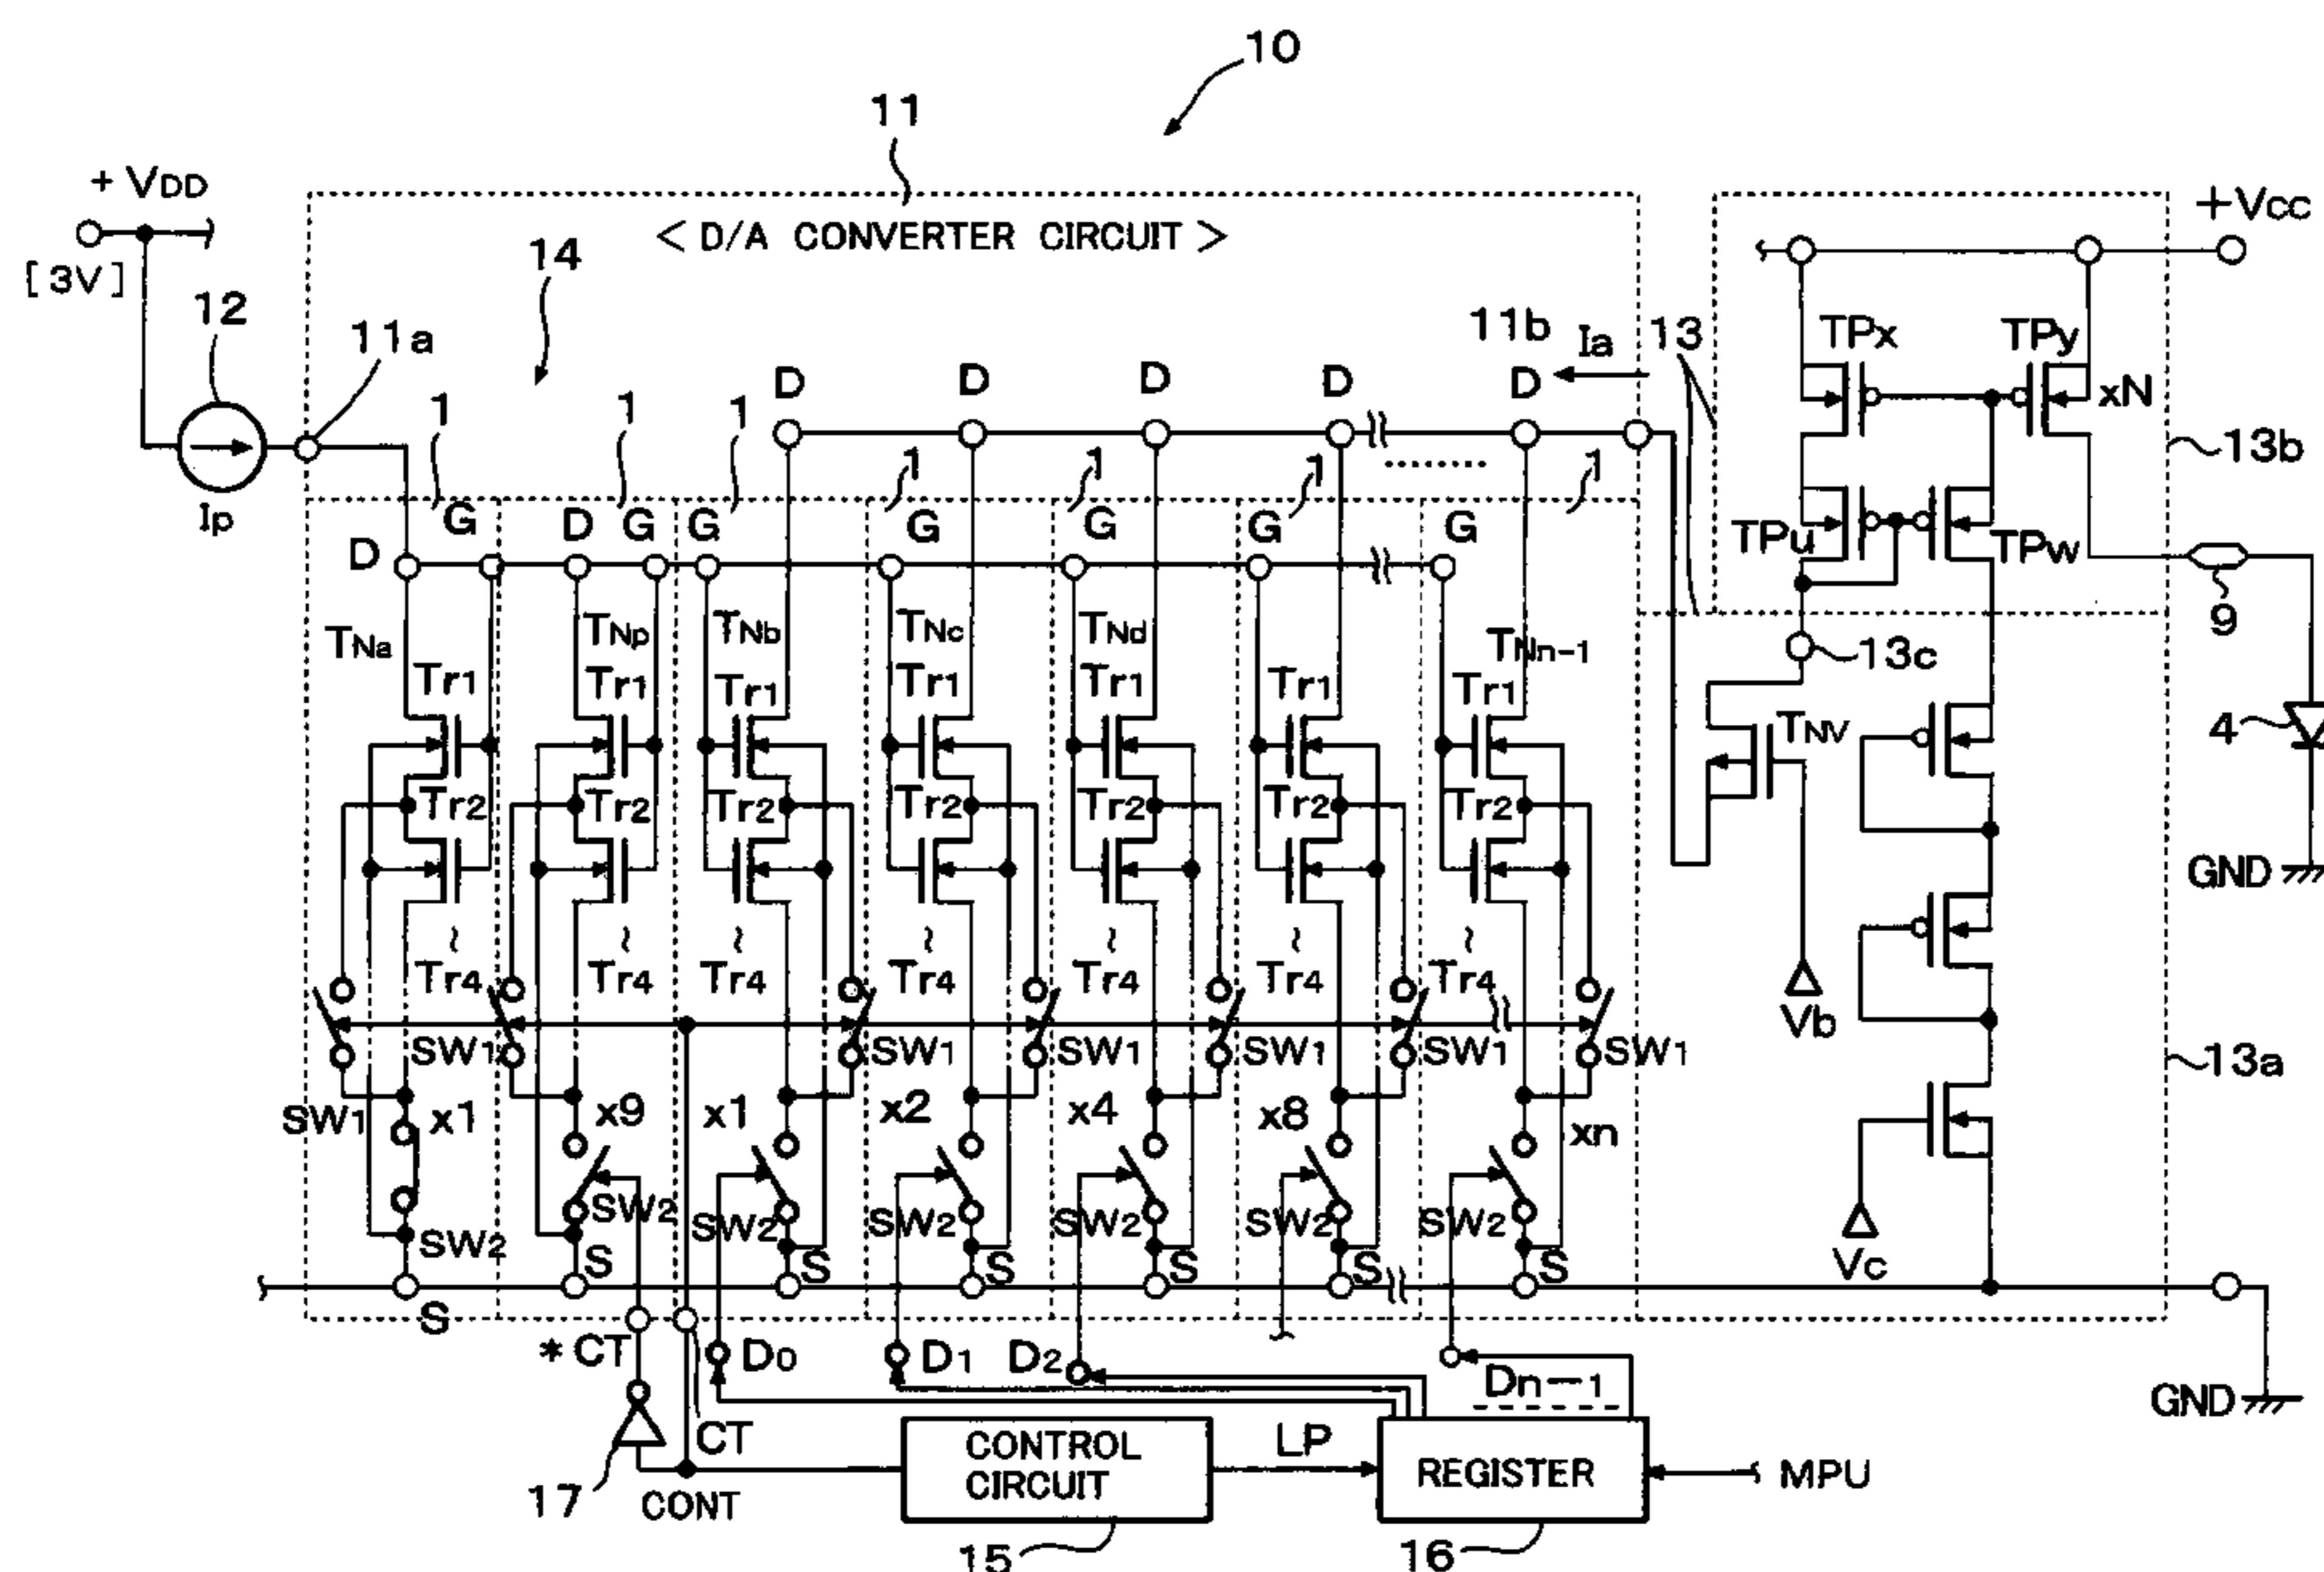 10
11
+ VDD
[3V]
< D/A CONVERTER CIRCUIT >
+Vcc
14
12
11a
11b
Ia
13
TPx
TPy
xN
13b
D
D
D
D
D
1
1
1
1
1
1
1
Ip
G
D
G
G
G
G
G
G
D
TPu
TPw
9
TNa
TNp
TNb
TNc
TNd
TNn-1
13c
Tr1
Tr1
Tr1
Tr1
Tr1
Tr1
Tr1
TNV
4
Tr2
Tr2
Tr2
Tr2
Tr2
Tr2
Tr2
GND
~
~
~
~
~
~
~
Tr4
Tr4
Tr4
Tr4
Tr4
Tr4
Tr4
Vb
SW1
SW1
SW1
SW1
SW1
SW1
SW1
13a
x1
x9
x1
x2
x4
x8
xn
SW2
SW2
SW2
SW2
SW2
SW2
SW2
Vc
S
S
S
S
S
S
S
*CT
D0
D1
D2
Dn-1
GND
CT
17
CONT
CONTROL
CIRCUIT
LP
REGISTER
MPU
15
16